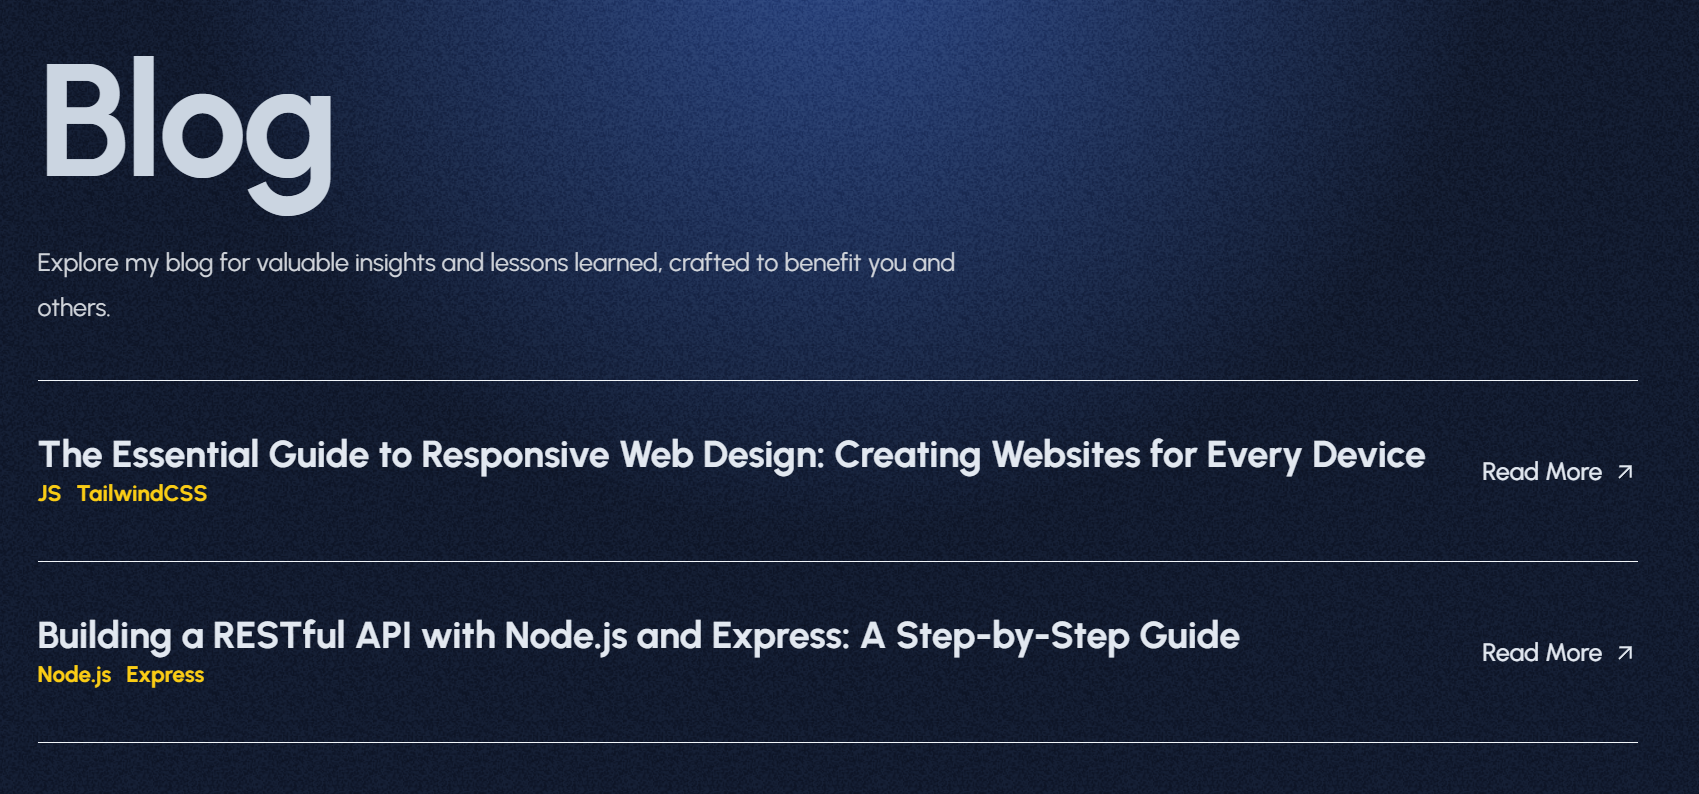 Blog
Explore my blog for valuable insights and lessons learned, crafted to benefit you and
others.
The Essential Guide to Responsive Web Design: Creating Websites for Every Device
JS TailwindCSS
Read More
Building a RESTful API with Node.js and Express: A Step-by-Step Guide
Node.js Express
Read More